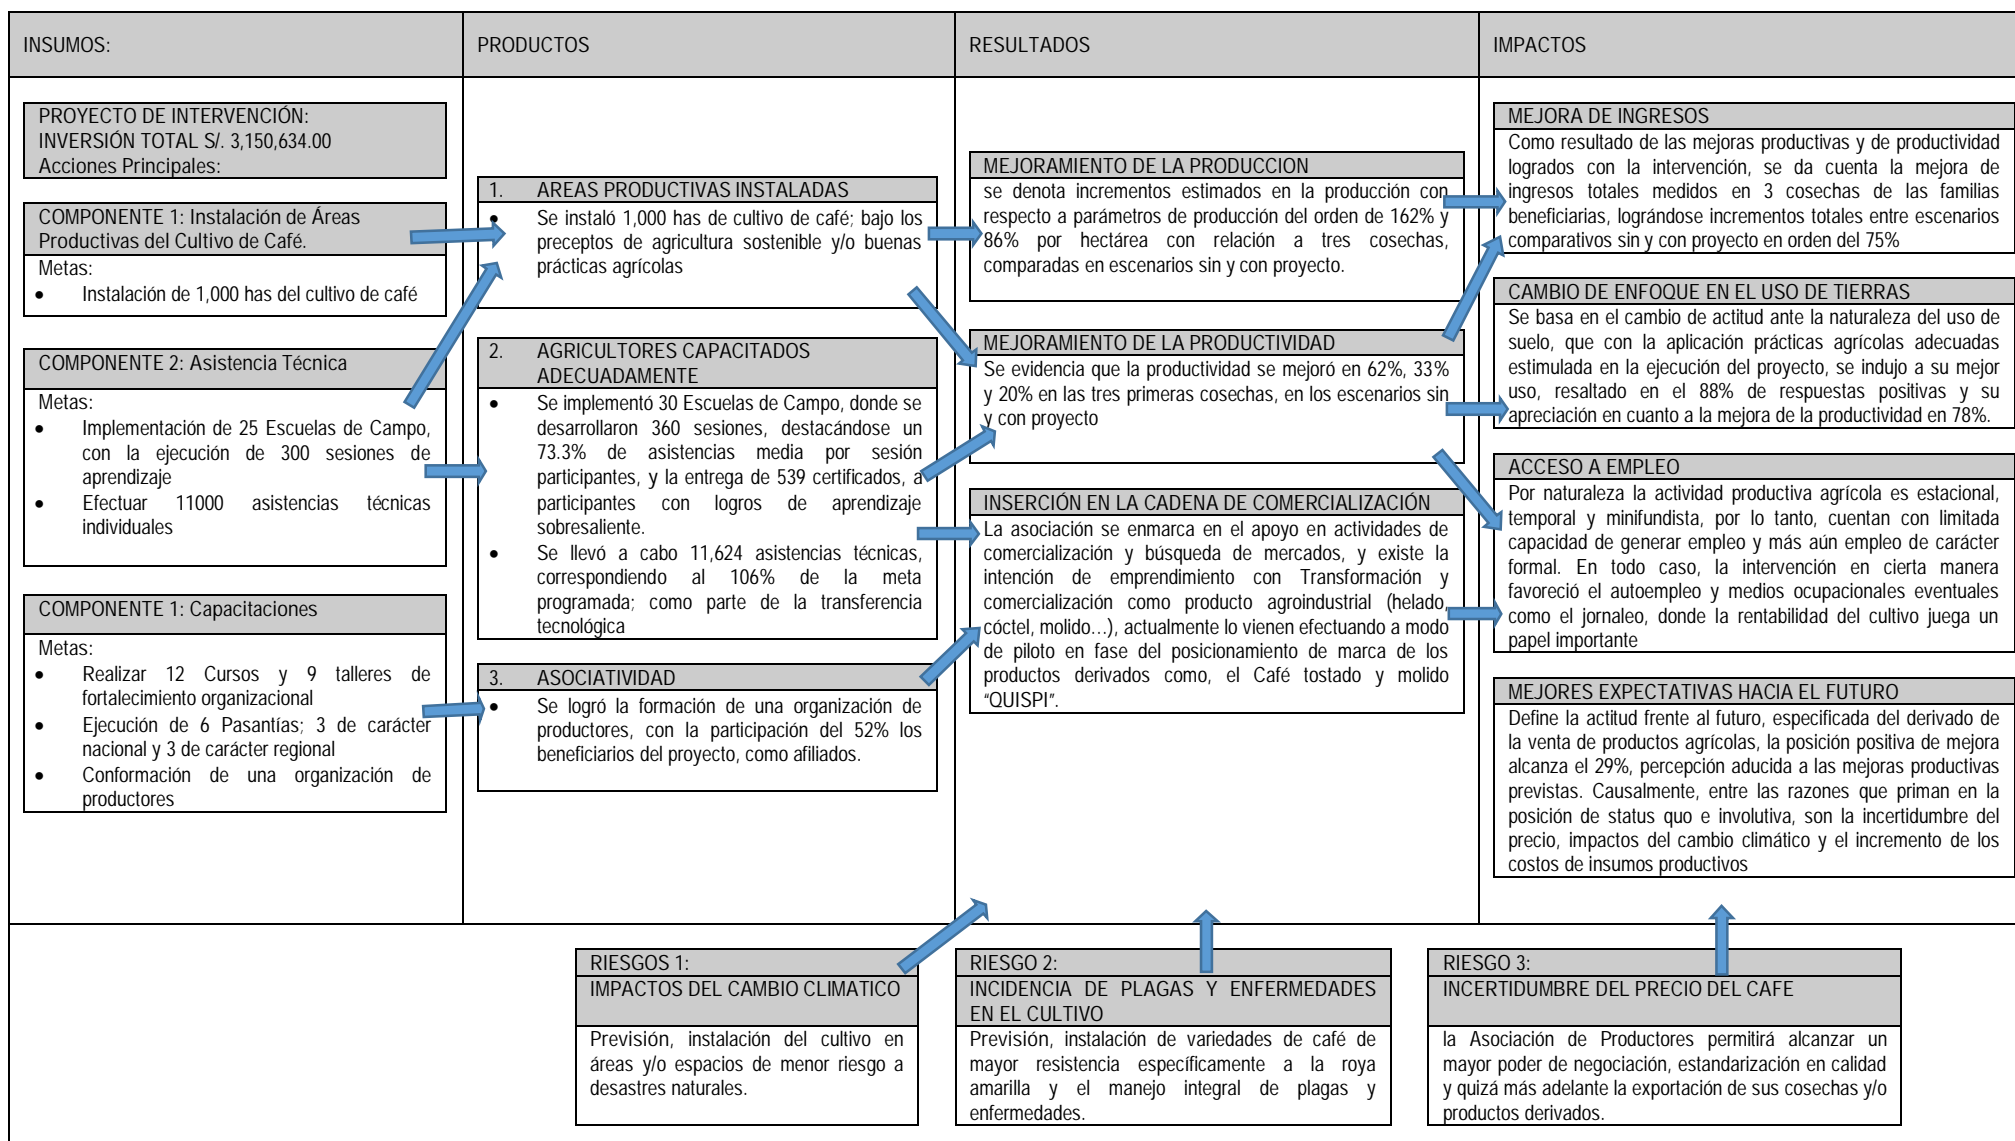 INSUMOS:
PRODUCTOS
RESULTADOS
IMPACTOS
PROYECTO DE INTERVENCIÓN:
INVERSIÓN TOTAL S/. 3,150,634.00
Acciones Principales:
COMPONENTE 1: Instalación de Áreas
Productivas del Cultivo de Café.
Metas:
• Instalación de 1,000 has del cultivo de café
COMPONENTE 2: Asistencia Técnica
Metas:
• Implementación de 25 Escuelas de Campo,
con la ejecución de 300 sesiones de
aprendizaje
• Efectuar 11000 asistencias técnicas
individuales
COMPONENTE 1: Capacitaciones
Metas:
• Realizar 12 Cursos y 9 talleres de
fortalecimiento organizacional
• Ejecución de 6 Pasantías; 3 de carácter
nacional y 3 de carácter regional
• Conformación de una organización de
productores
1. AREAS PRODUCTIVAS INSTALADAS
• Se instaló 1,000 has de cultivo de café; bajo los
preceptos de agricultura sostenible y/o buenas
prácticas agrícolas
2. AGRICULTORES CAPACITADOS
ADECUADAMENTE
• Se implementó 30 Escuelas de Campo, donde se
desarrollaron 360 sesiones, destacándose un
73.3% de asistencias media por sesión
participantes, y la entrega de 539 certificados, a
participantes con logros de aprendizaje
sobresaliente.
• Se llevó a cabo 11,624 asistencias técnicas,
correspondiendo al 106% de la meta
programada; como parte de la transferencia
tecnológica
3. ASOCIATIVIDAD
• Se logró la formación de una organización de
productores, con la participación del 52% los
beneficiarios del proyecto, como afiliados.
MEJORAMIENTO DE LA PRODUCCION
se denota incrementos estimados en la producción con
respecto a parámetros de producción del orden de 162% y
86% por hectárea con relación a tres cosechas,
comparadas en escenarios sin y con proyecto.
MEJORAMIENTO DE LA PRODUCTIVIDAD
Se evidencia que la productividad se mejoró en 62%, 33%
y 20% en las tres primeras cosechas, en los escenarios sin
y con proyecto
INSERCIÓN EN LA CADENA DE COMERCIALIZACIÓN
La asociación se enmarca en el apoyo en actividades de
comercialización y búsqueda de mercados, y existe la
intención de emprendimiento con Transformación y
comercialización como producto agroindustrial (helado,
cóctel, molido…), actualmente lo vienen efectuando a modo
de piloto en fase del posicionamiento de marca de los
productos derivados como, el Café tostado y molido
“QUISPI”.
MEJORA DE INGRESOS
Como resultado de las mejoras productivas y de productividad
logrados con la intervención, se da cuenta la mejora de
ingresos totales medidos en 3 cosechas de las familias
beneficiarias, lográndose incrementos totales entre escenarios
comparativos sin y con proyecto en orden del 75%
CAMBIO DE ENFOQUE EN EL USO DE TIERRAS
Se basa en el cambio de actitud ante la naturaleza del uso de
suelo, que con la aplicación prácticas agrícolas adecuadas
estimulada en la ejecución del proyecto, se indujo a su mejor
uso, resaltado en el 88% de respuestas positivas y su
apreciación en cuanto a la mejora de la productividad en 78%.
ACCESO A EMPLEO
Por naturaleza la actividad productiva agrícola es estacional,
temporal y minifundista, por lo tanto, cuentan con limitada
capacidad de generar empleo y más aún empleo de carácter
formal. En todo caso, la intervención en cierta manera
favoreció el autoempleo y medios ocupacionales eventuales
como el jornaleo, donde la rentabilidad del cultivo juega un
papel importante
MEJORES EXPECTATIVAS HACIA EL FUTURO
Define la actitud frente al futuro, especificada del derivado de
la venta de productos agrícolas, la posición positiva de mejora
alcanza el 29%, percepción aducida a las mejoras productivas
previstas. Causalmente, entre las razones que priman en la
posición de status quo e involutiva, son la incertidumbre del
precio, impactos del cambio climático y el incremento de los
costos de insumos productivos
RIESGOS 1:
IMPACTOS DEL CAMBIO CLIMATICO
Previsión, instalación del cultivo en
áreas y/o espacios de menor riesgo a
desastres naturales.
RIESGO 2:
INCIDENCIA DE PLAGAS Y ENFERMEDADES
EN EL CULTIVO
Previsión, instalación de variedades de café de
mayor resistencia específicamente a la roya
amarilla y el manejo integral de plagas y
enfermedades.
RIESGO 3:
INCERTIDUMBRE DEL PRECIO DEL CAFE
la Asociación de Productores permitirá alcanzar un
mayor poder de negociación, estandarización en calidad
y quizá más adelante la exportación de sus cosechas y/o
productos derivados.